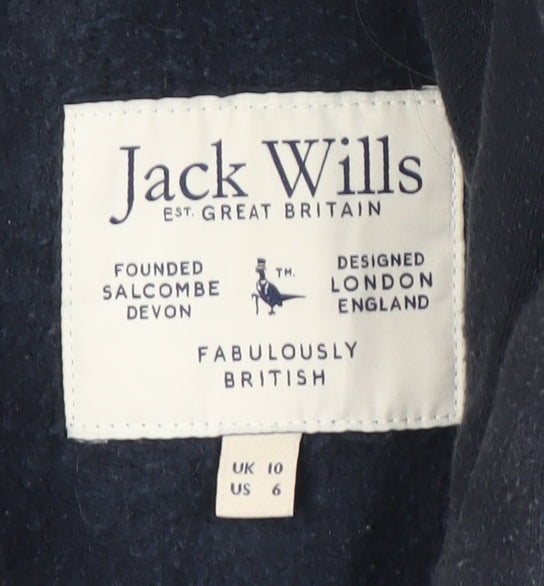 Jack Wills
EST. GREAT BRITAIN
FOUNDED
SALCOMBE
DEVON
TM.
DESIGNED
LONDON
ENGLAND
FABULOUSLY
BRITISH
UK 10
US 6